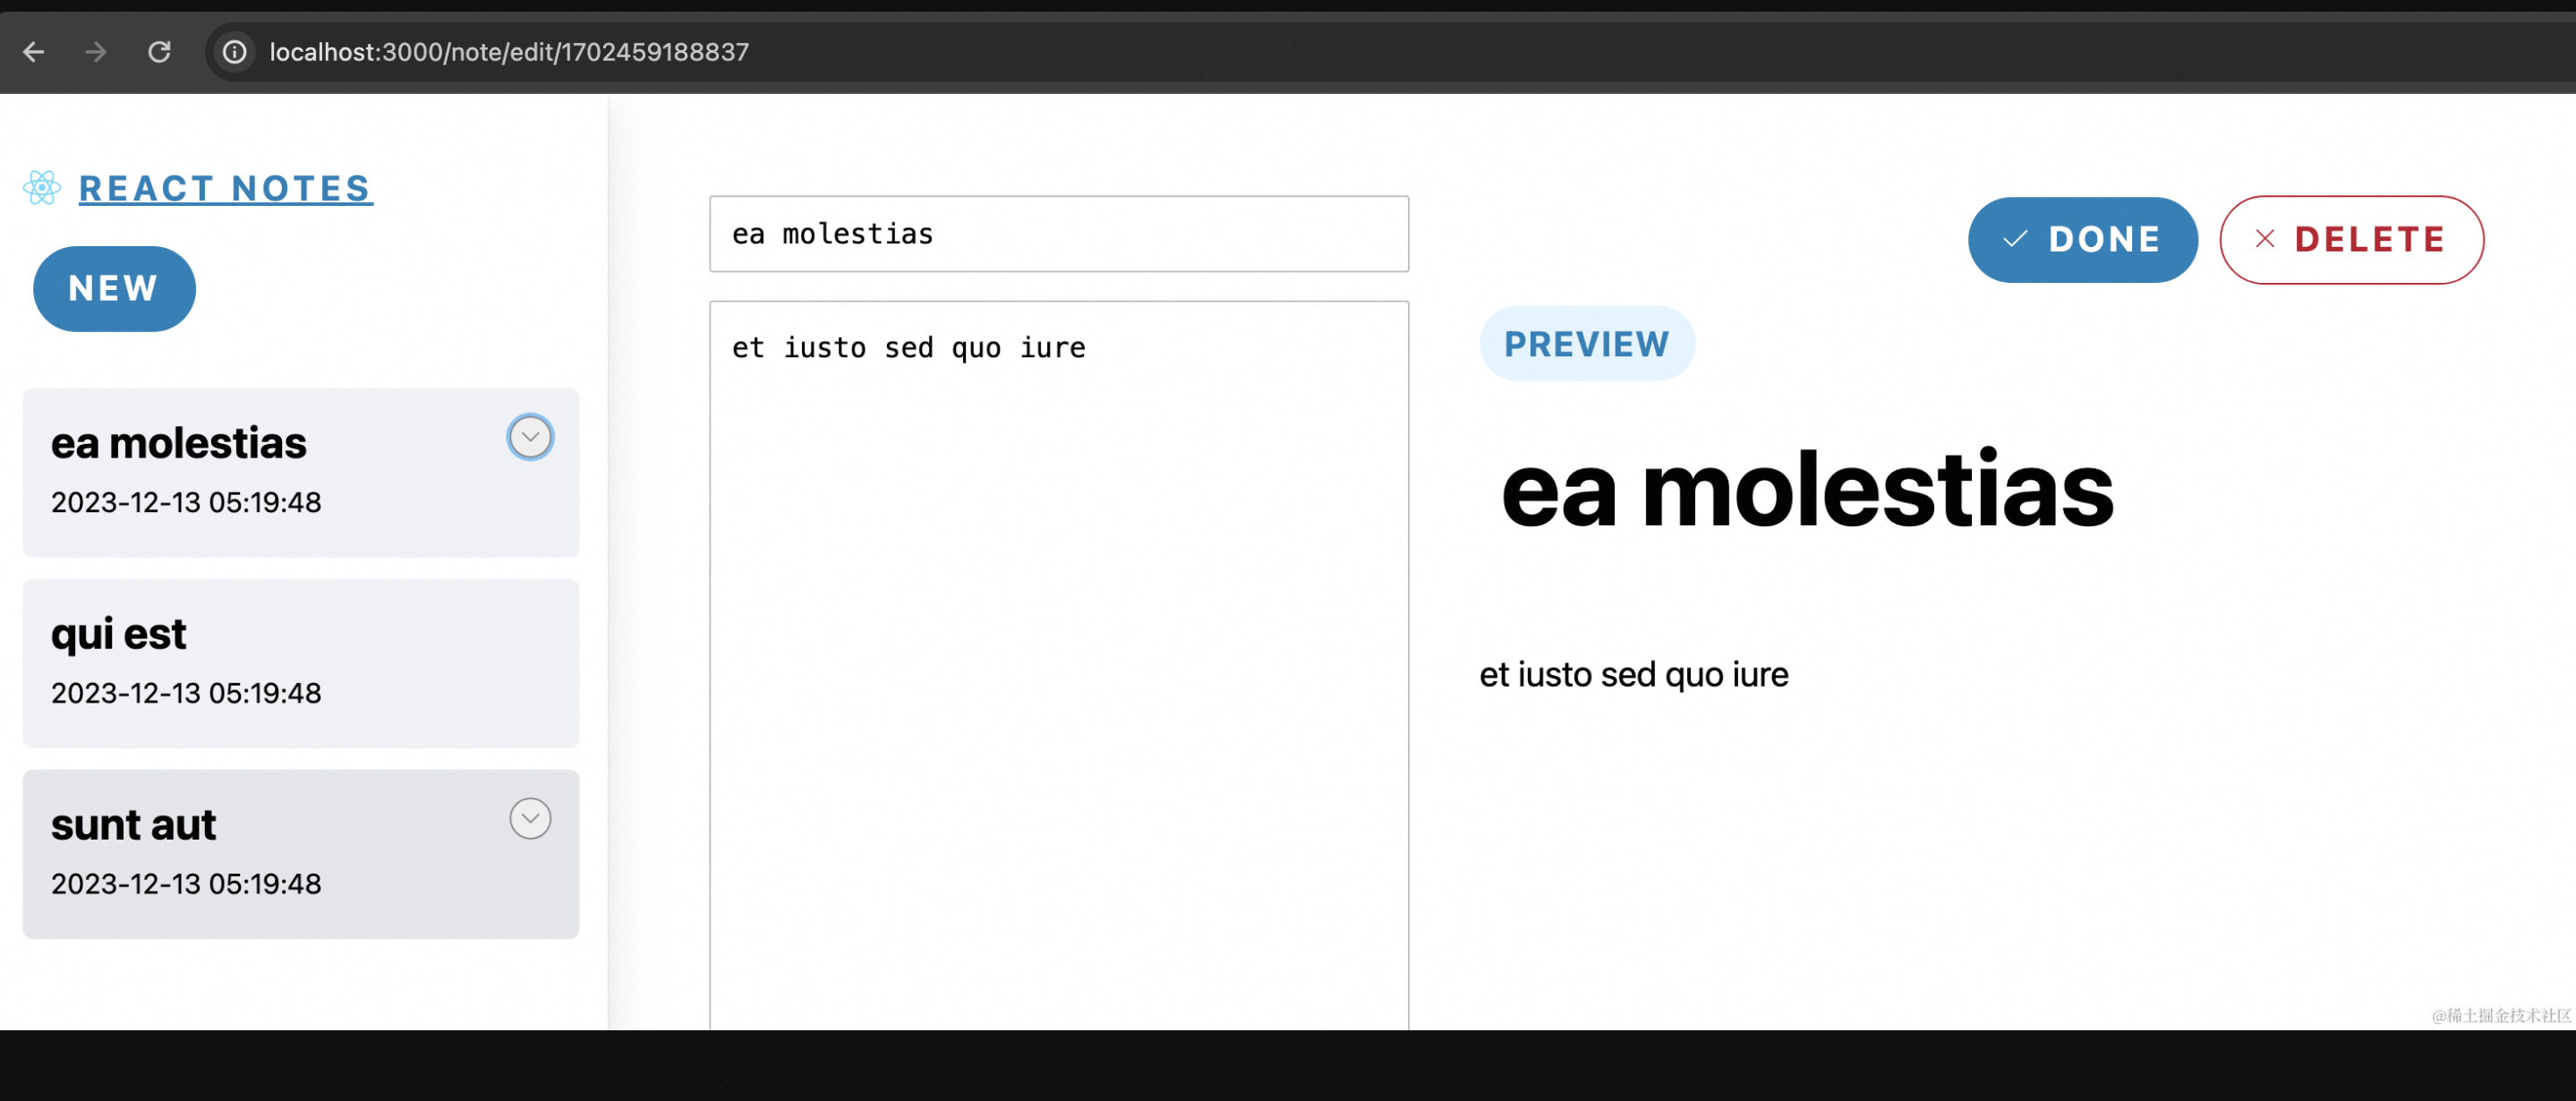 localhost:3000/note/edit/1702459188837
REACT NOTES
NEW
ea molestias
2023-12-13 05:19:48
qui est
2023-12-13 05:19:48
sunt aut
2023-12-13 05:19:48
ea molestias
et iusto sed quo iure
DONE
DELETE
PREVIEW
ea molestias
et iusto sed quo iure
@稀土掘金技术社区